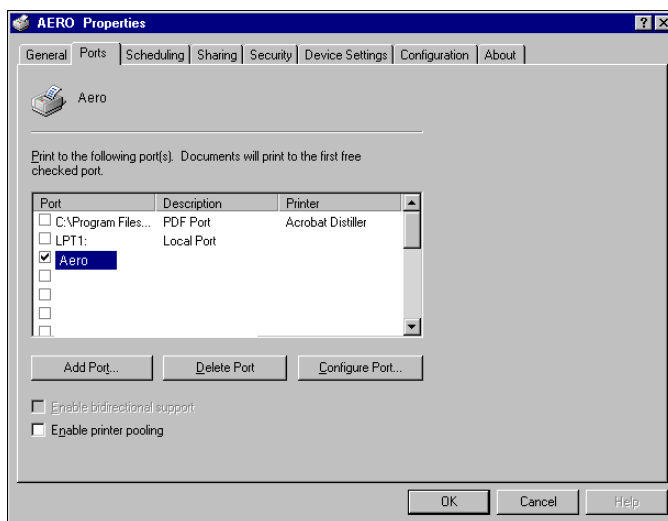 AERO Properties
General Ports Scheduling Sharing Security Device Settings Configuration About
Aero
Print to the following port(s). Documents will print to the first free
checked port.
Port Description Printer
C:\Program Files... PDF Port Acrobat Distiller
LPT1: Local Port
Aero
Add Port... Delete Port Configure Port...
Enable bidirectional support
Enable printer pooling
OK Cancel Help